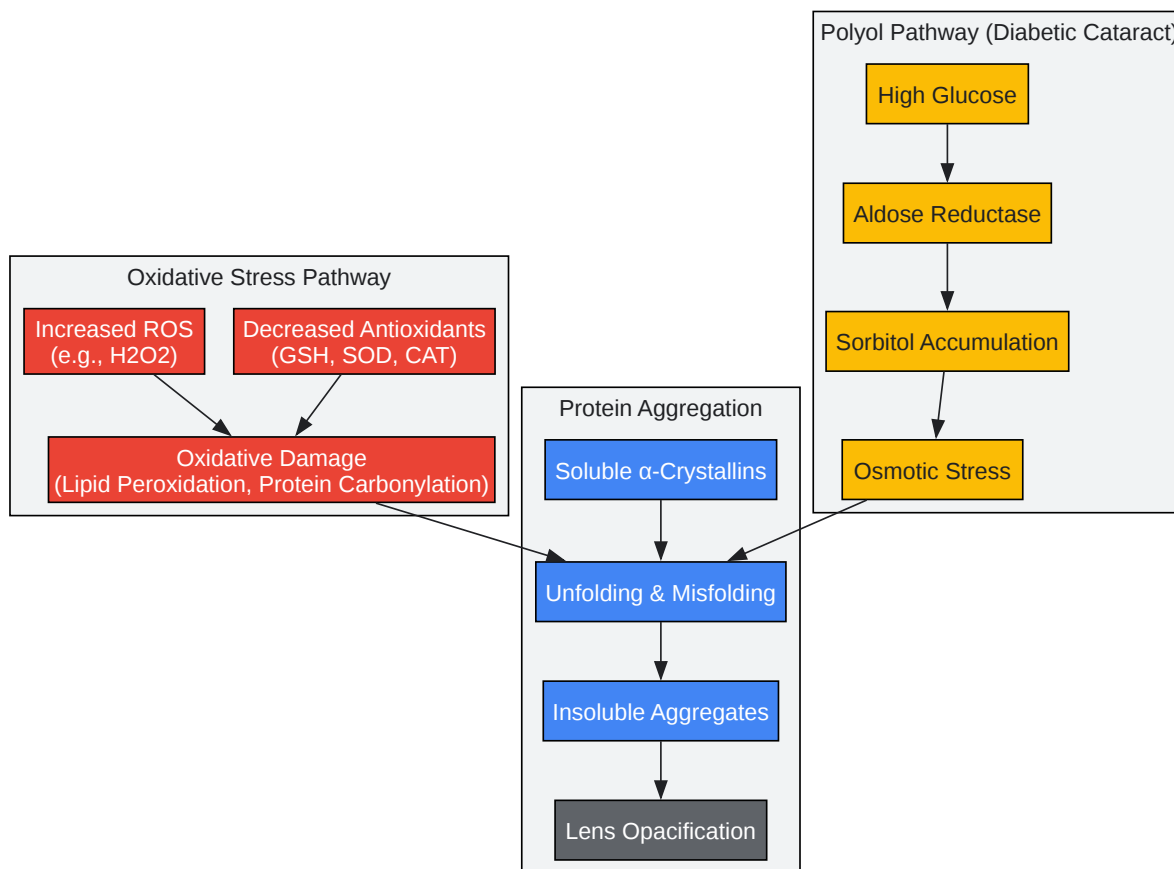 Polyol Pathway (Diabetic Cataract)
High Glucose
Aldose Reductase
Sorbitol Accumulation
Osmotic Stress
Oxidative Stress Pathway
Increased ROS
(e.g., H2O2)
Decreased Antioxidants
(GSH, SOD, CAT)
Oxidative Damage
(Lipid Peroxidation, Protein Carbonylation)
Protein Aggregation
Soluble α-Crystallins
Unfolding & Misfolding
Insoluble Aggregates
Lens Opacification